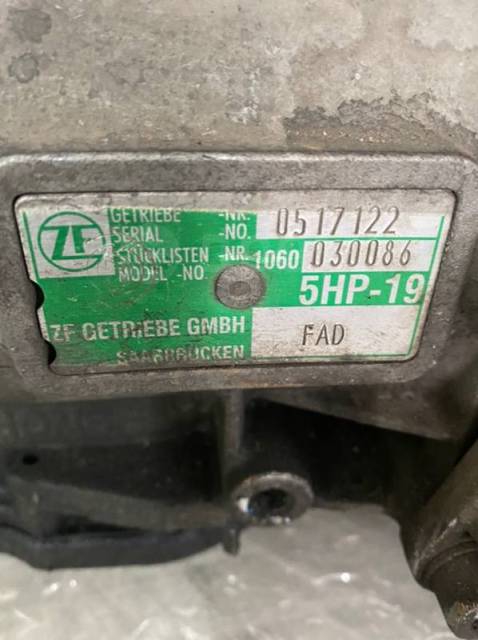 ZF
GETRIEBE -NR. 0517122
SERIAL -NO.
STÜCKLISTEN -NR. 1060 030086
MODEL -NO.
5HP-19
ZF GETRIEBE GMBH FAD
SAARBRÜCKEN